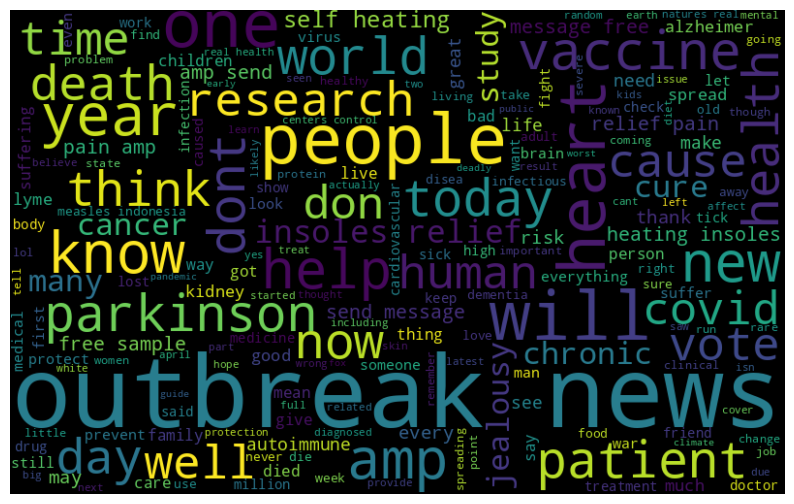 time
one
self heating
world
study
message free
random
earth
natures real
mental
alzheimer
even
work
find
virus
real health
children
problem
amp send
seen
healthy
two
early
great
vaccine
going
severe
issue
kids
fight
death
year
research
infection
caused
centers control
take
living
bad
need
let
check
spread
known
public
old
though
suffering
pain amp
learn
people
life
relief pain
diet
make
heart
health
believe
state
likely
protein
live
adult
brain
want
deadly
result
coming
worst
cause
think
dont
don
show
actually
look
disea
infectious
today
cure
cant
left
away
affect
thank
tick
lyme
measles indonesia
body
cancer
insoles relief
cardiovascular
risk
heating insoles
lol
yes
treat
sick
high
important
person
tell
know
way
got
help
human
everything
right
sure
new
many
lost
pandemic
kidney
started
thought
including
keep
dementia
suffer
saw
run
rare
medical
first
parkinson
send message
covid
free sample
medicine
now
thing
love
will
vote
protect
women
april
part
skin
good
someone
remember
latest
jealousy
chronic
man
clinical
isn
white
hope
wrong
fox
mean
see
cover
outbreak
news
guide
said
full
related
give
little
prevent
family
protection
diagnosed
every
spreading
point
say
food
war
friend
climate
change
job
drug
still
day
well
autoimmune
never
die
amp
patient
big
may
care
use
million
died
week
provide
treatment
much
due
doctor
next